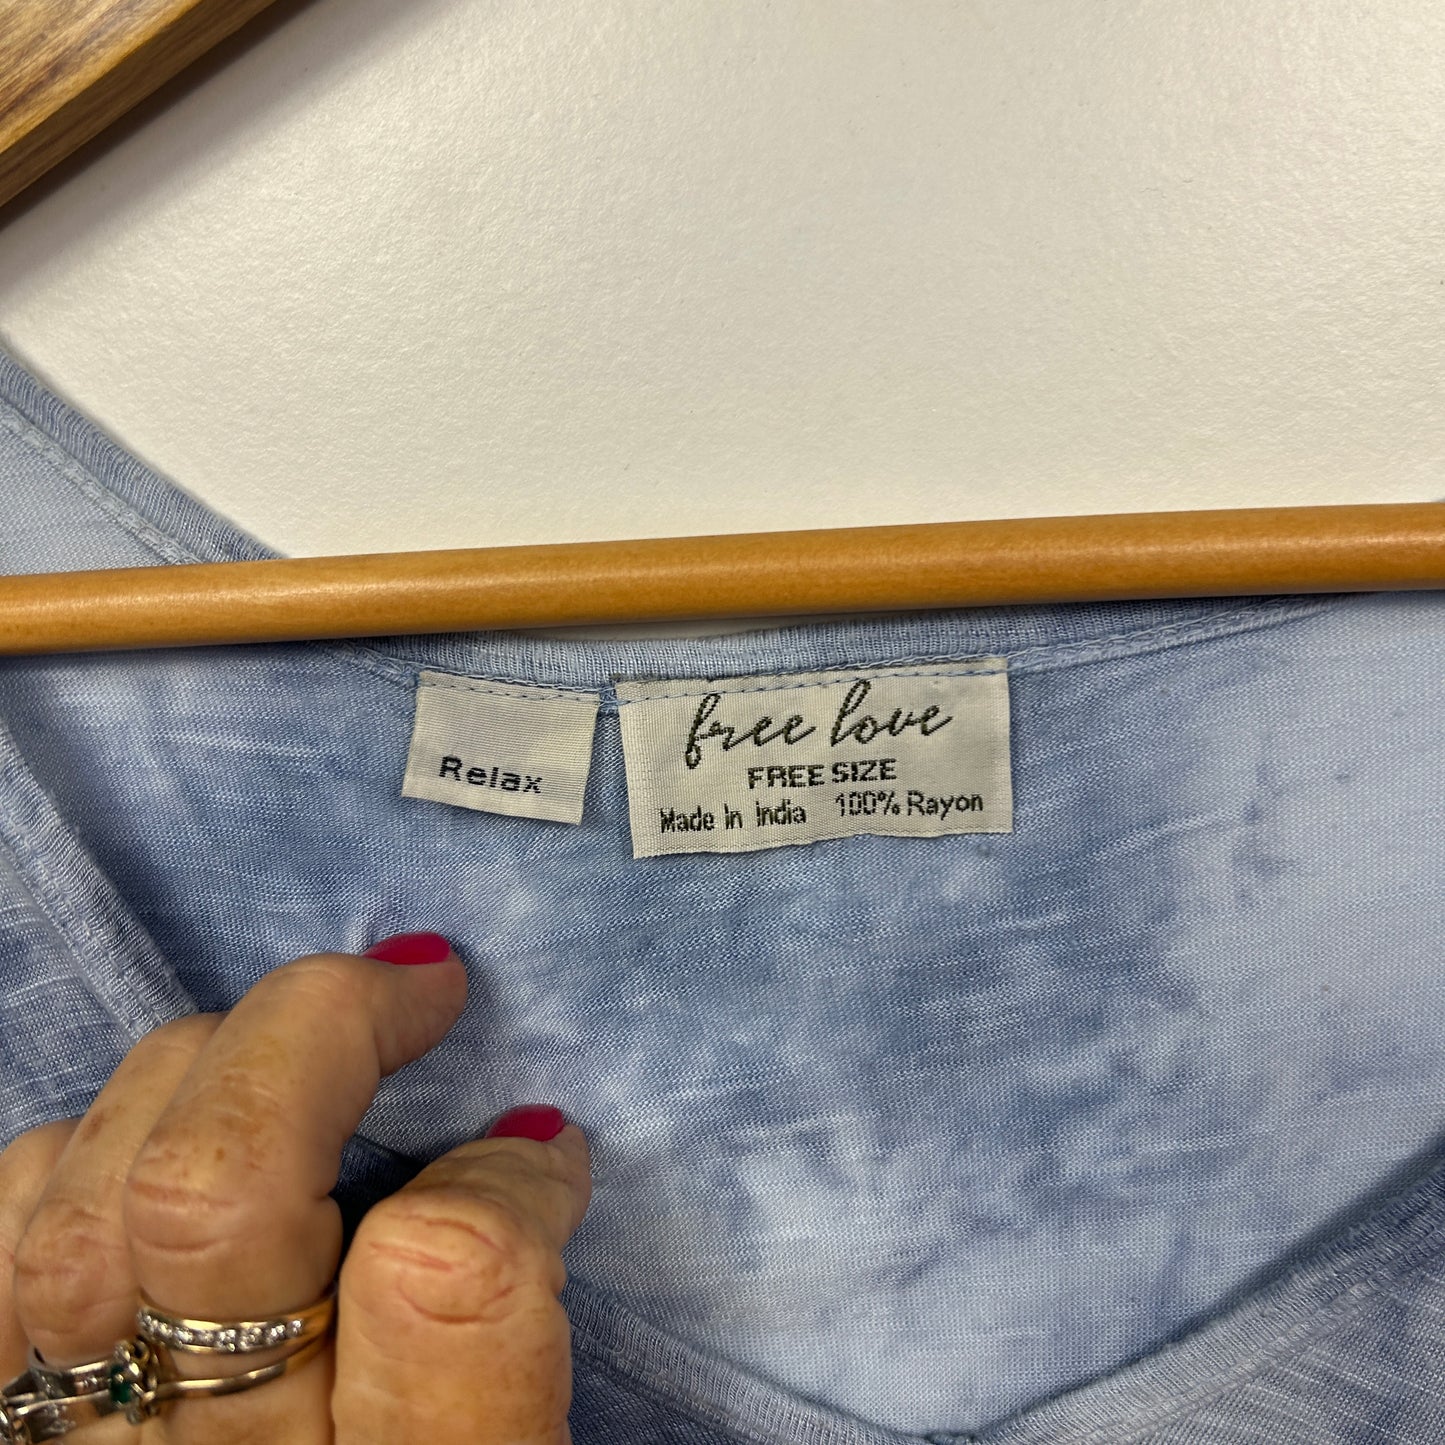 Relax
free love
FREE SIZE
Made In India 100% Rayon